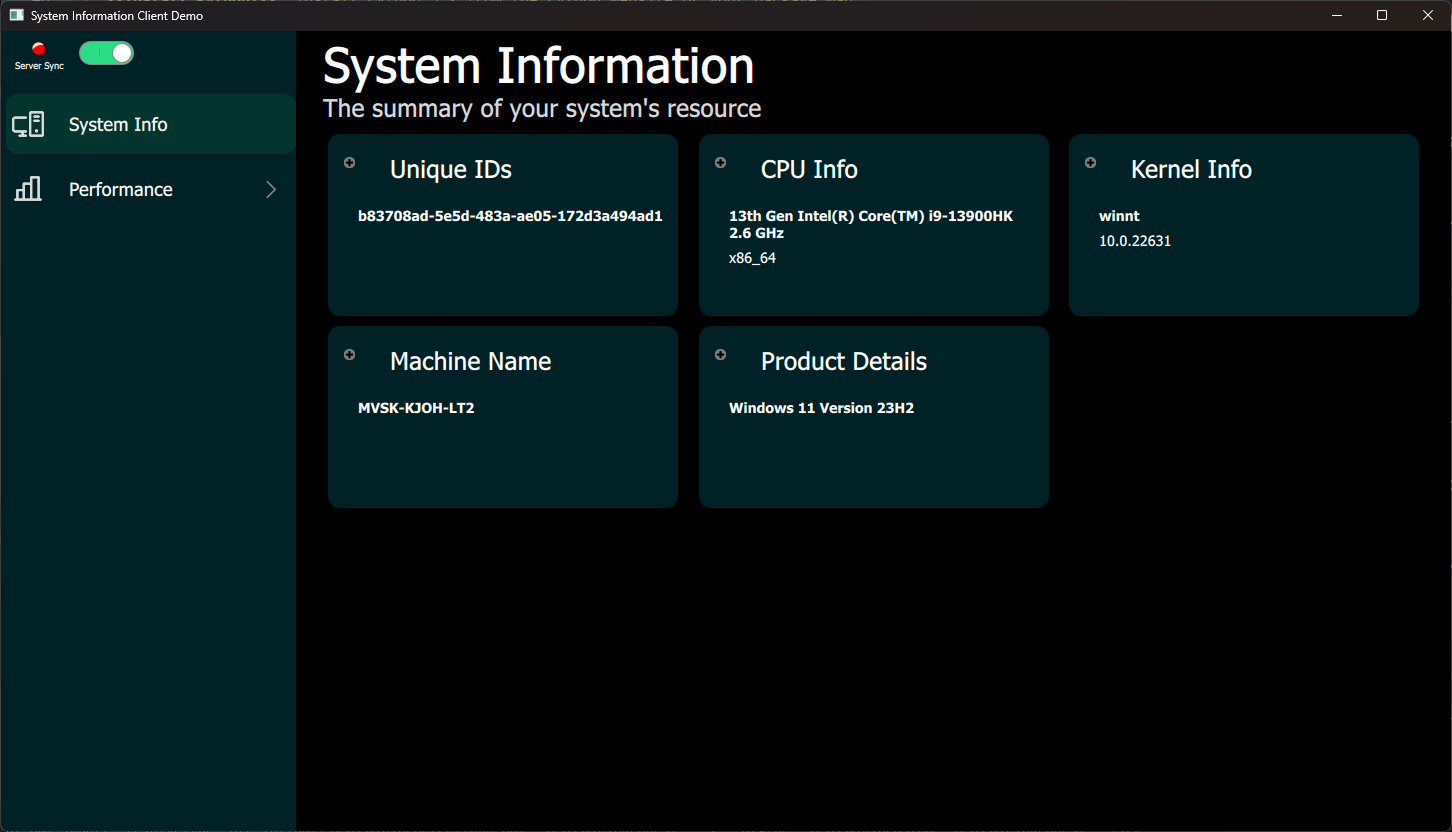 System Information Client Demo
Server Sync
System Info
Performance
System Information
The summary of your system's resource
Unique IDs
b83708ad-5e5d-483a-ae05-172d3a494ad1
CPU Info
13th Gen Intel(R) Core(TM) i9-13900HK
2.6 GHz
x86_64
Kernel Info
winnt
10.0.22631
Machine Name
MVSK-KJOH-LT2
Product Details
Windows 11 Version 23H2